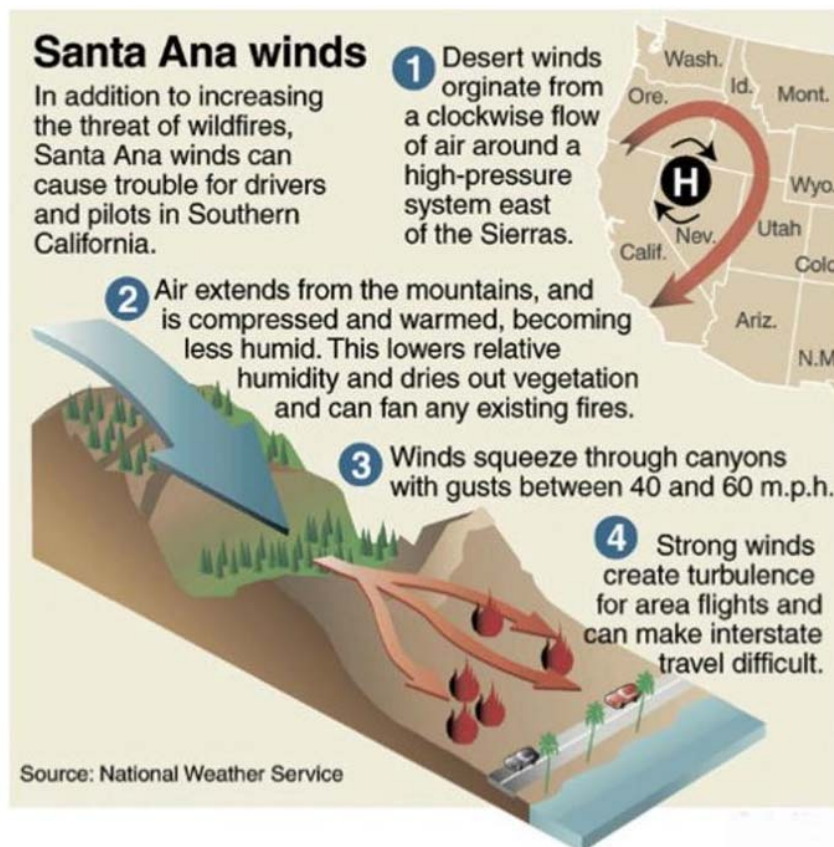 Santa Ana winds
In addition to increasing
the threat of wildfires,
Santa Ana winds can
cause trouble for drivers
and pilots in Southern
California.
1 Desert winds
orginate from
a clockwise flow
of air around a
high-pressure
system east
of the Sierras.
Wash.
Ore.
Id.
Mont.
H
Wyo.
Calif.
Nev.
Utah
Colo
Ariz.
N.M
2 Air extends from the mountains, and
is compressed and warmed, becoming
less humid. This lowers relative
humidity and dries out vegetation
and can fan any existing fires.
3 Winds squeeze through canyons
with gusts between 40 and 60 m.p.h.
4 Strong winds
create turbulence
for area flights and
can make interstate
travel difficult.
Source: National Weather Service